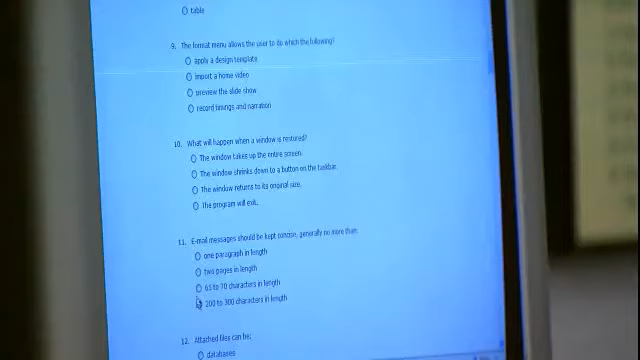 table
9. The format menu allows the user to do which the following?
apply a design template
import a home video
preview the slide show
record timings and narration
10. What will happen when a window is restored?
The window takes up the entire screen.
The window shrinks down to a button on the taskbar.
The window returns to its original size.
The program will exit.
11. E-mail messages should be kept concise, generally no more than:
one paragraph in length
two pages in length
65 to 70 characters in length
200 to 300 characters in length
12. Attached files can be:
databases